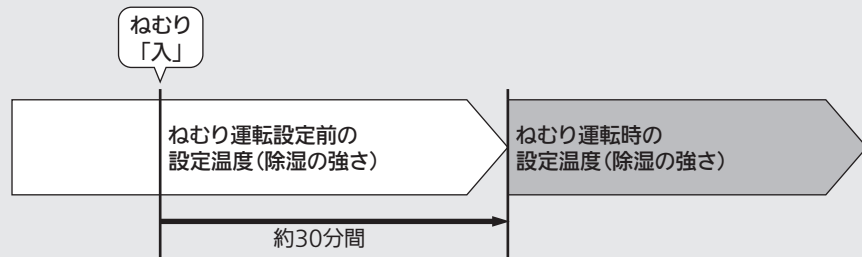 ねむり
「入」
ねむり運転設定前の
設定温度(除湿の強さ)
ねむり運転時の
設定温度(除湿の強さ)
約30分間